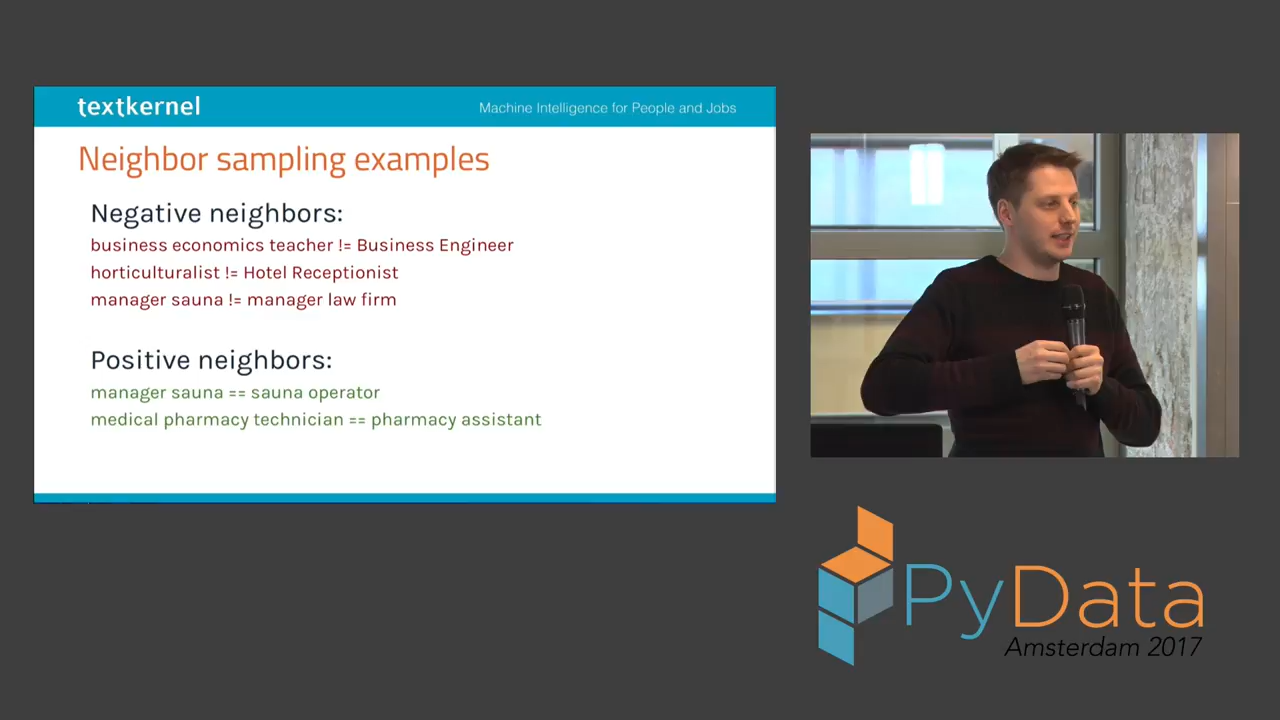 textkernel
Machine Intelligence for People and Jobs
Neighbor sampling examples
Negative neighbors:
business economics teacher != Business Engineer
horticulturalist != Hotel Receptionist
manager sauna != manager law firm
Positive neighbors:
manager sauna == sauna operator
medical pharmacy technician == pharmacy assistant
PyData
Amsterdam 2017